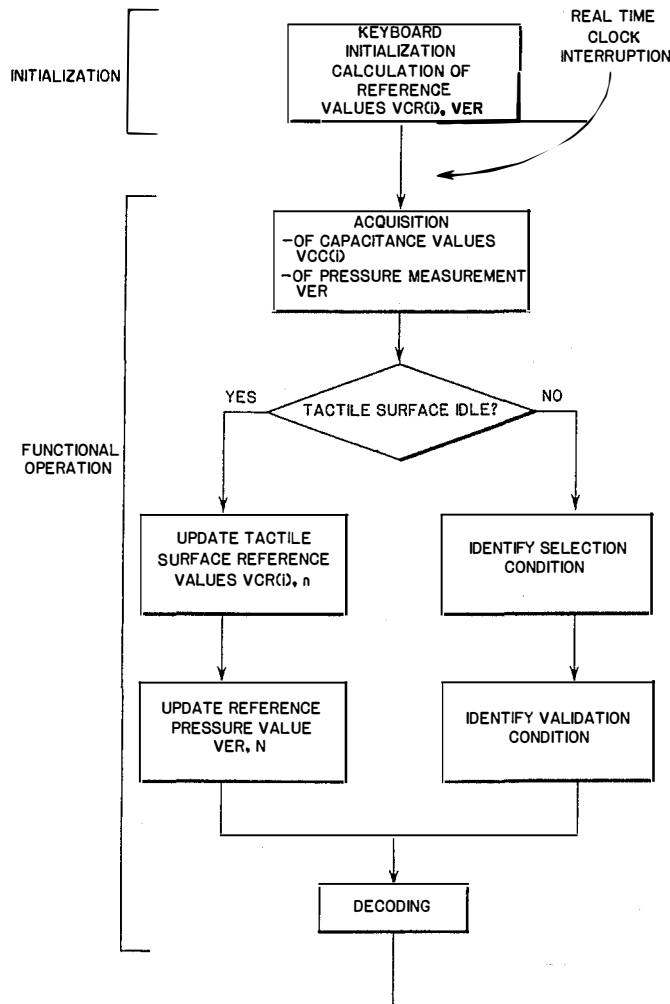 REAL TIME
CLOCK
INTERRUPTION
INITIALIZATION
KEYBOARD
INITIALIZATION
CALCULATION OF
REFERENCE
VALUES VCR(i), VER
FUNCTIONAL
OPERATION
ACQUISITION
-OF CAPACITANCE VALUES
VCC(i)
-OF PRESSURE MEASUREMENT
VER
YES
TACTILE SURFACE IDLE?
NO
UPDATE TACTILE
SURFACE REFERENCE
VALUES VCR(i), n
IDENTIFY SELECTION
CONDITION
UPDATE REFERENCE
PRESSURE VALUE
VER, N
IDENTIFY VALIDATION
CONDITION
DECODING